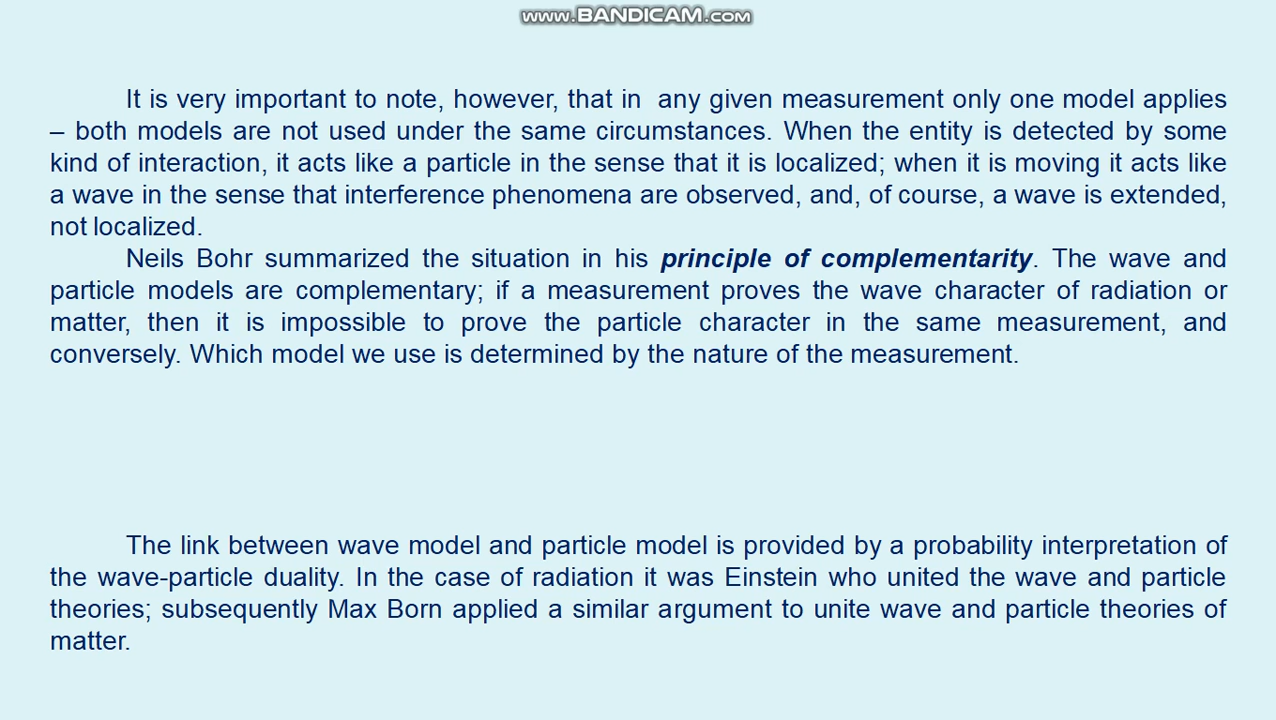 www.BANDICAM.com
It is very important to note, however, that in any given measurement only one model applies
– both models are not used under the same circumstances. When the entity is detected by some
kind of interaction, it acts like a particle in the sense that it is localized; when it is moving it acts like
a wave in the sense that interference phenomena are observed, and, of course, a wave is extended,
not localized.
Neils Bohr summarized the situation in his principle of complementarity. The wave and
particle models are complementary; if a measurement proves the wave character of radiation or
matter, then it is impossible to prove the particle character in the same measurement, and
conversely. Which model we use is determined by the nature of the measurement.
The link between wave model and particle model is provided by a probability interpretation of
the wave-particle duality. In the case of radiation it was Einstein who united the wave and particle
theories; subsequently Max Born applied a similar argument to unite wave and particle theories of
matter.